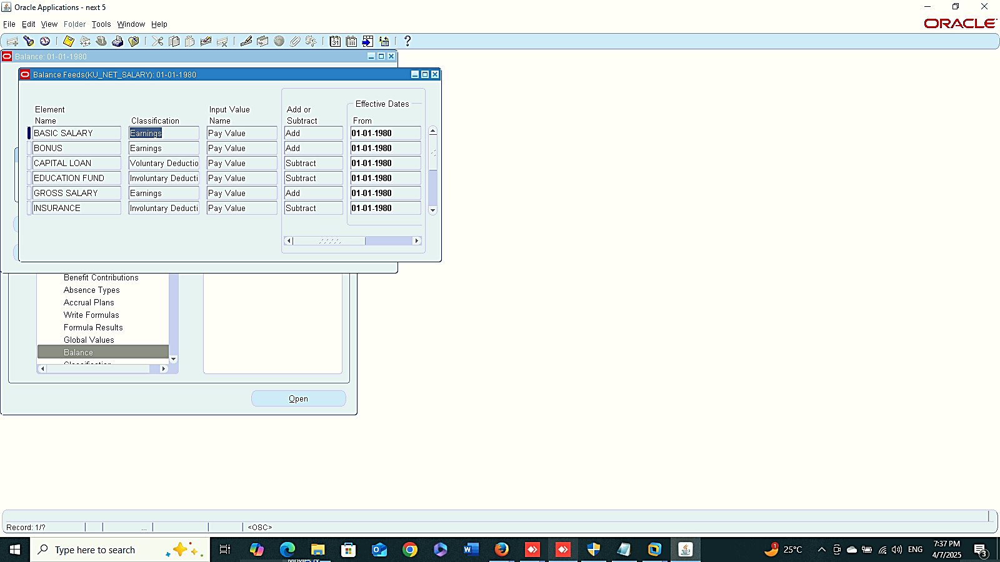 Oracle Applications - next 5
File Edit View Folder Tools Window Help
ORACLE
31
?
Balance: 01-01-1980
Balance Feeds(KU_NET_SALARY): 01-01-1980
Effective Dates
Element Input Value Add or
Name Classification Name Subtract From
BASIC SALARY Earnings Pay Value Add 01-01-1980
BONUS Earnings Pay Value Add 01-01-1980
CAPITAL LOAN Voluntary Deductio Pay Value Subtract 01-01-1980
EDUCATION FUND Involuntary Deducti Pay Value Subtract 01-01-1980
GROSS SALARY Earnings Pay Value Add 01-01-1980
INSURANCE Involuntary Deducti Pay Value Subtract 01-01-1980
Benefit Contributions
Absence Types
Accrual Plans
Write Formulas
Formula Results
Global Values
Balance
Open
Record: 1/? ... <OSC>
Type here to search
1
25°C
ENG
7:37 PM
4/7/2025
3